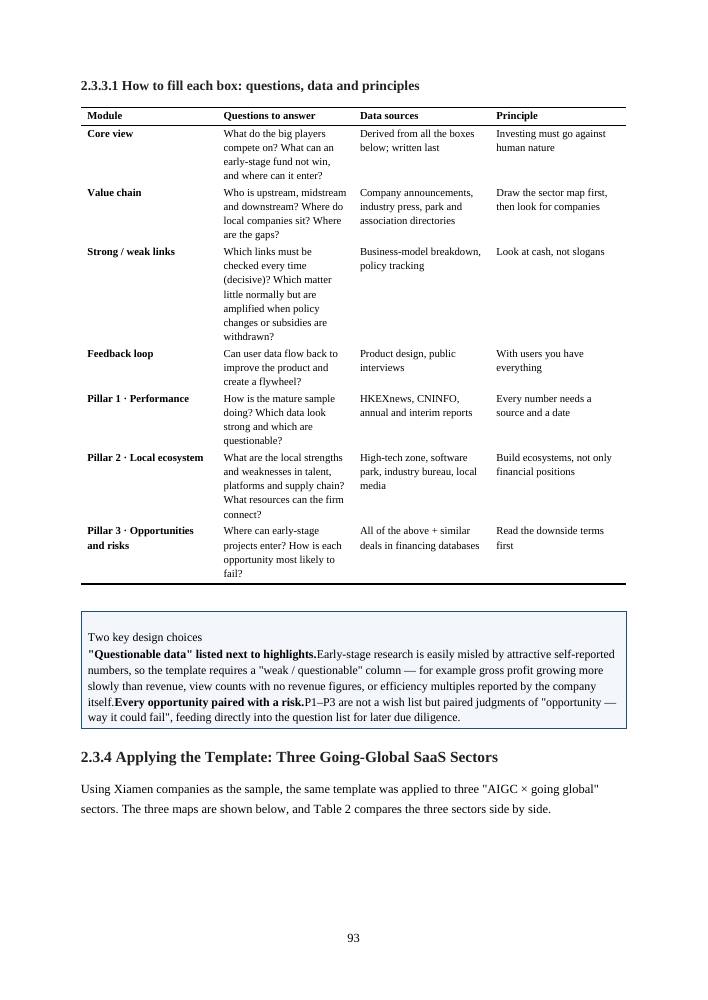 2.3.3.1 How to fill each box: questions, data and principles
Module Questions to answer Data sources Principle
Core view
What do the big players
compete on? What can an
early-stage fund not win,
and where can it enter?
Derived from all the boxes
below; written last
Investing must go against
human nature
Value chain
Who is upstream, midstream
and downstream? Where do
local companies sit? Where
are the gaps?
Company announcements,
industry press, park and
association directories
Draw the sector map first,
then look for companies
Strong / weak links
Which links must be
checked every time
(decisive)? Which matter
little normally but are
amplified when policy
changes or subsidies are
withdrawn?
Business-model breakdown,
policy tracking
Look at cash, not slogans
Feedback loop
Can user data flow back to
improve the product and
create a flywheel?
Product design, public
interviews
With users you have
everything
Pillar 1 · Performance
How is the mature sample
doing? Which data look
strong and which are
questionable?
HKEXnews, CNINFO,
annual and interim reports
Every number needs a
source and a date
Pillar 2 · Local ecosystem
What are the local strengths
and weaknesses in talent,
platforms and supply chain?
What resources can the firm
connect?
High-tech zone, software
park, industry bureau, local
media
Build ecosystems, not only
financial positions
Pillar 3 · Opportunities
and risks
Where can early-stage
projects enter? How is each
opportunity most likely to
fail?
All of the above + similar
deals in financing databases
Read the downside terms
first
Two key design choices
"Questionable data" listed next to highlights.Early-stage research is easily misled by attractive self-reported
numbers, so the template requires a "weak / questionable" column — for example gross profit growing more
slowly than revenue, view counts with no revenue figures, or efficiency multiples reported by the company
itself.Every opportunity paired with a risk.P1–P3 are not a wish list but paired judgments of "opportunity —
way it could fail", feeding directly into the question list for later due diligence.
2.3.4 Applying the Template: Three Going-Global SaaS Sectors
Using Xiamen companies as the sample, the same template was applied to three "AIGC × going global"
sectors. The three maps are shown below, and Table 2 compares the three sectors side by side.
93